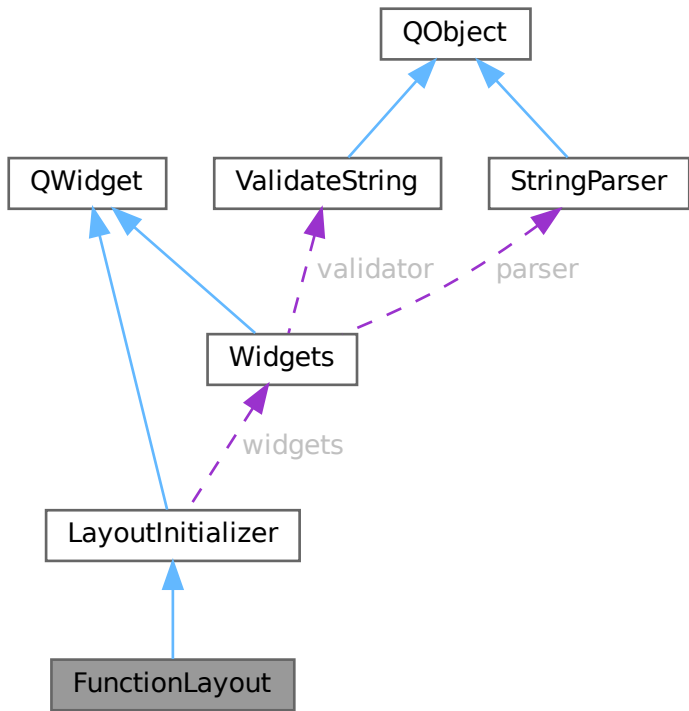 QObject
QWidget
ValidateString
StringParser
validator
parser
Widgets
widgets
LayoutInitializer
FunctionLayout